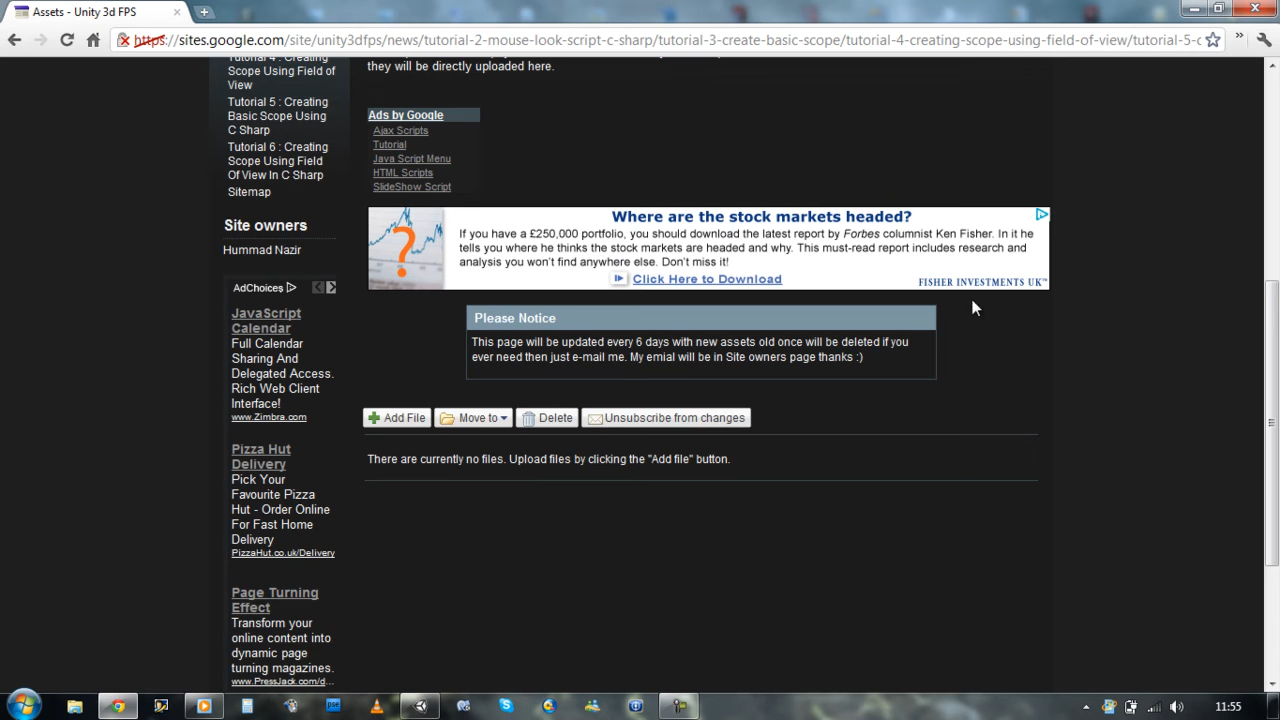 Assets - Unity 3d FPS
https://sites.google.com/site/unity3dfps/news/tutorial-2-mouse-look-script-c-sharp/tutorial-3-create-basic-scope/tutorial-4-creating-scope-using-field-of-view/tutorial-5-c
Tutorial 4 : Creating
Scope Using Field of
View
Tutorial 5 : Creating
Basic Scope Using
C Sharp
Tutorial 6 : Creating
Scope Using Field
Of View In C Sharp
Sitemap
Site owners
Hummad Nazir
AdChoices
JavaScript
Calendar
Full Calendar
Sharing And
Delegated Access.
Rich Web Client
Interface!
www.Zimbra.com
Pizza Hut
Delivery
Pick Your
Favourite Pizza
Hut - Order Online
For Fast Home
Delivery
PizzaHut.co.uk/Delivery
Page Turning
Effect
Transform your
online content into
dynamic page
turning magazines.
www.PressJack.com/d...
they will be directly uploaded here.
Ads by Google
Ajax Scripts
Tutorial
Java Script Menu
HTML Scripts
SlideShow Script
Where are the stock markets headed?
If you have a £250,000 portfolio, you should download the latest report by Forbes columnist Ken Fisher. In it he
tells you where he thinks the stock markets are headed and why. This must-read report includes research and
analysis you won't find anywhere else. Don't miss it!
Click Here to Download
FISHER INVESTMENTS UK™
Please Notice
This page will be updated every 6 days with new assets old once will be deleted if you
ever need then just e-mail me. My emial will be in Site owners page thanks :)
Add File
Move to
Delete
Unsubscribe from changes
There are currently no files. Upload files by clicking the "Add file" button.
11:55